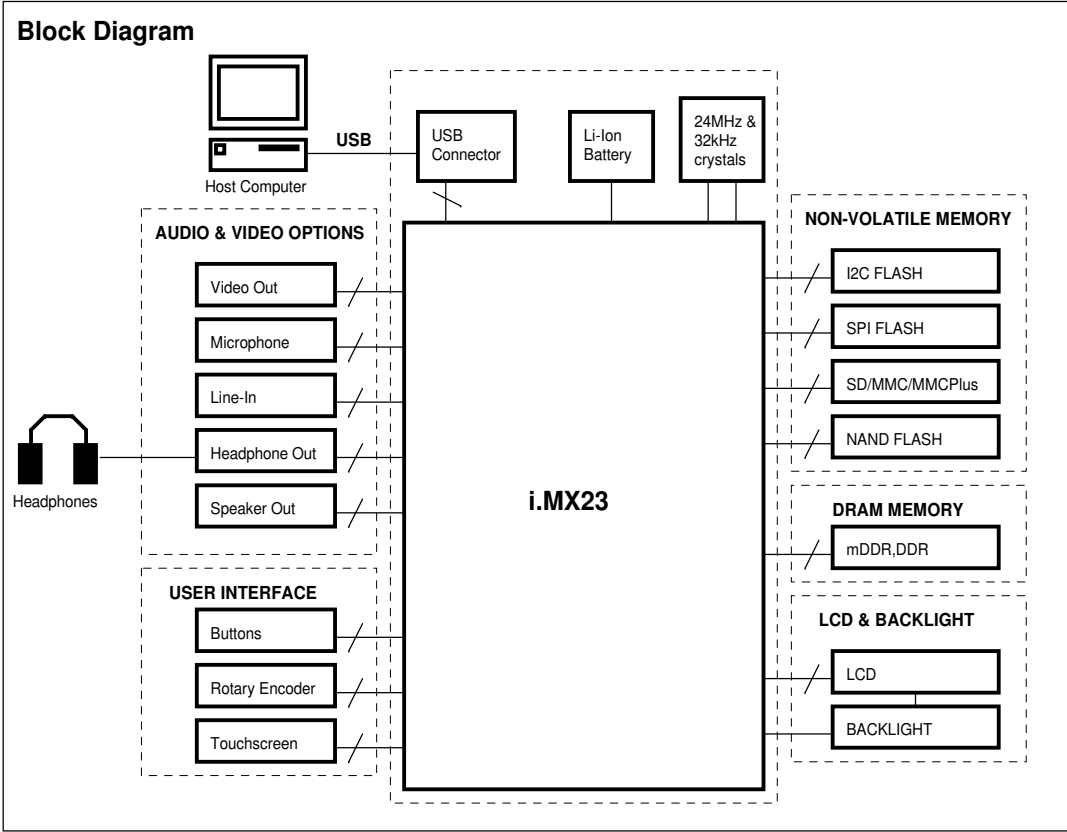 Block Diagram
USB
Host Computer
USB
Connector
Li-Ion
Battery
24MHz &
32kHz
crystals
AUDIO & VIDEO OPTIONS
Video Out
Microphone
Line-In
Headphone Out
Speaker Out
Headphones
USER INTERFACE
Buttons
Rotary Encoder
Touchscreen
i.MX23
NON-VOLATILE MEMORY
I2C FLASH
SPI FLASH
SD/MMC/MMCPlus
NAND FLASH
DRAM MEMORY
mDDR,DDR
LCD & BACKLIGHT
LCD
BACKLIGHT